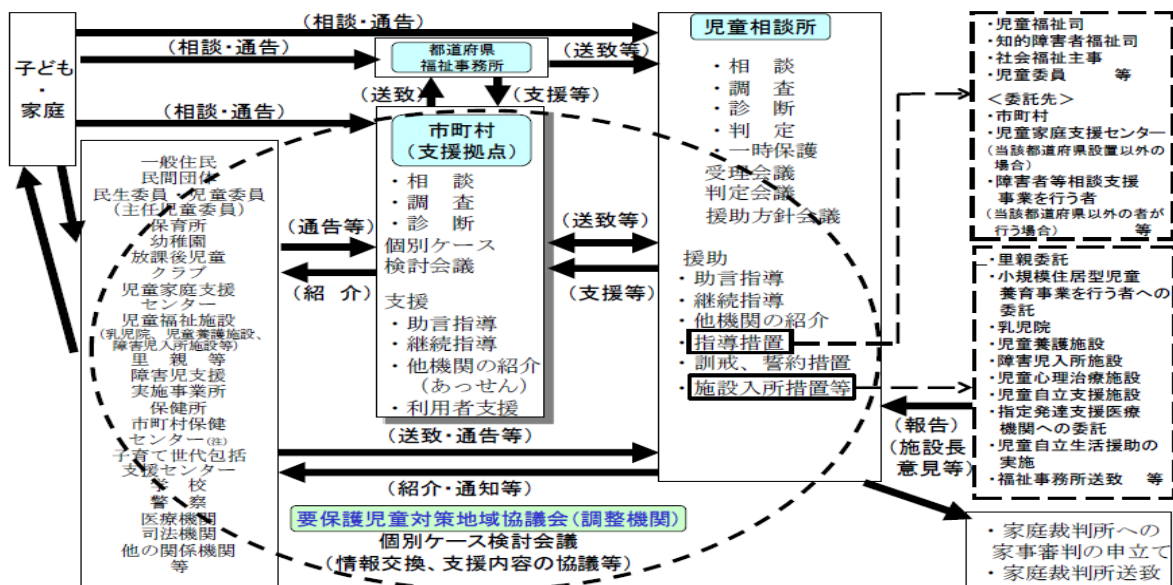 子ども
・
家庭
(相談・通告)
(相談・通告)
(相談・通告)
都道府県
福祉事務所
(送致等)
(送致)
(支援等)
市町村
(支援拠点)
・相 談
・調 査
・診 断
個別ケース
検討会議
支援
・助言指導
・継続指導
・他機関の紹介
(あっせん)
・利用者支援
一般住民
民間団体
民生委員・児童委員
(主任児童委員)
保育所
幼稚園
放課後児童
クラブ
児童家庭支援
センター
児童福祉施設
(乳児院、児童養護施設、
障害児入所施設等)
里 親 等
障害児支援
実施事業所
保健所
市町村保健
センター(注)
子育て世代包括
支援センター
学 校
警 察
医療機関
司法機関
他の関係機関
等
(通告等)
(紹 介)
(送致等)
(支援等)
(送致・通告等)
(紹介・通知等)
児童相談所
・相 談
・調 査
・診 断
・判 定
・一時保護
受理会議
判定会議
援助方針会議
援助
・助言指導
・継続指導
・他機関の紹介
・指導措置
・訓戒、誓約措置
・施設入所措置等
・児童福祉司
・知的障害者福祉司
・社会福祉主事
・児童委員 等
<委託先>
・市町村
・児童家庭支援センター
(当該都道府県設置以外の
場合)
・障害者等相談支援
事業を行う者
(当該都道府県以外の者が
行う場合) 等
・里親委託
・小規模住居型児童
養育事業を行う者への
委託
・乳児院
・児童養護施設
・障害児入所施設
・児童心理治療施設
・児童自立支援施設
・指定発達支援医療
機関への委託
・児童自立生活援助の
実施
・福祉事務所送致 等
(報告)
(施設長
意見等)
・家庭裁判所への
家事審判の申立て
・家庭裁判所送致
要保護児童対策地域協議会(調整機関)
個別ケース検討会議
(情報交換、支援内容の協議等)